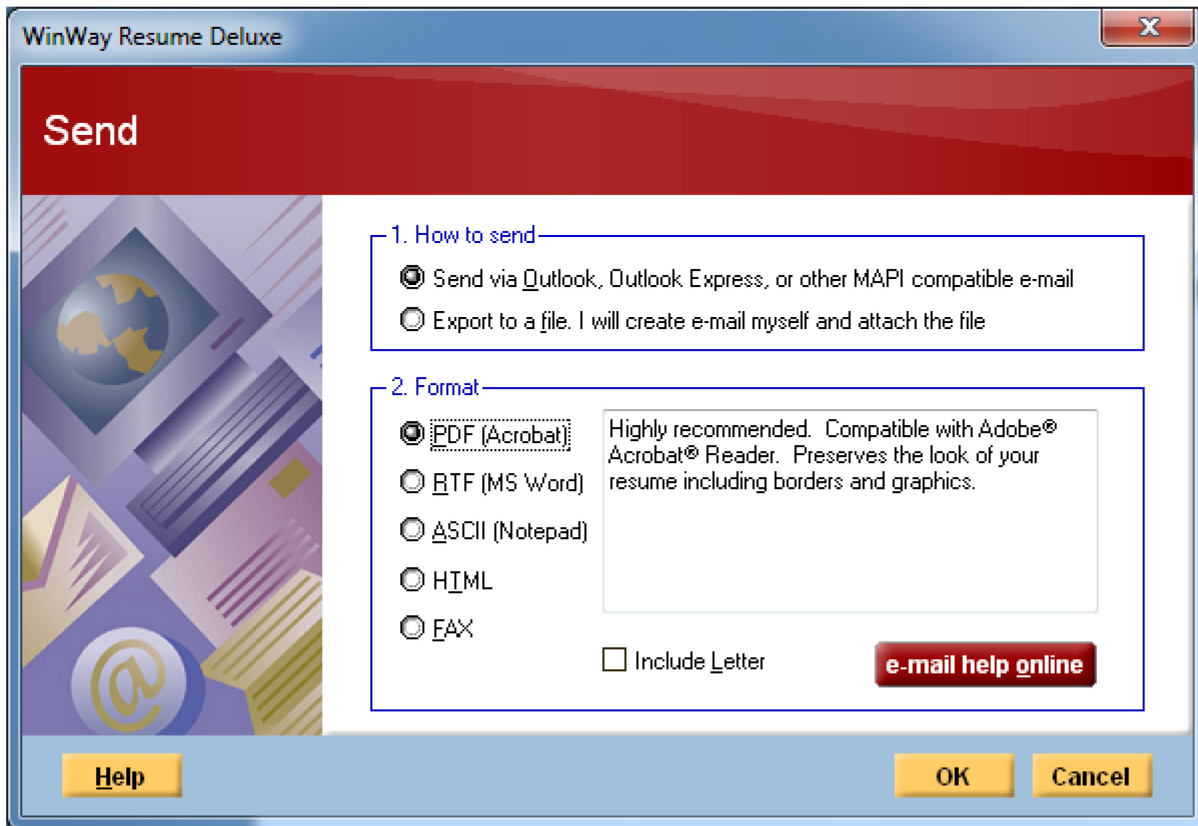 WinWay Resume Deluxe
Send
1. How to send
Send via Outlook, Outlook Express, or other MAPI compatible e-mail
Export to a file. I will create e-mail myself and attach the file
2. Format
PDF (Acrobat)
RTF (MS Word)
ASCII (Notepad)
HTML
FAX
Highly recommended.  Compatible with Adobe®
Acrobat® Reader.  Preserves the look of your
resume including borders and graphics.
Include Letter
e-mail help online
Help
OK
Cancel